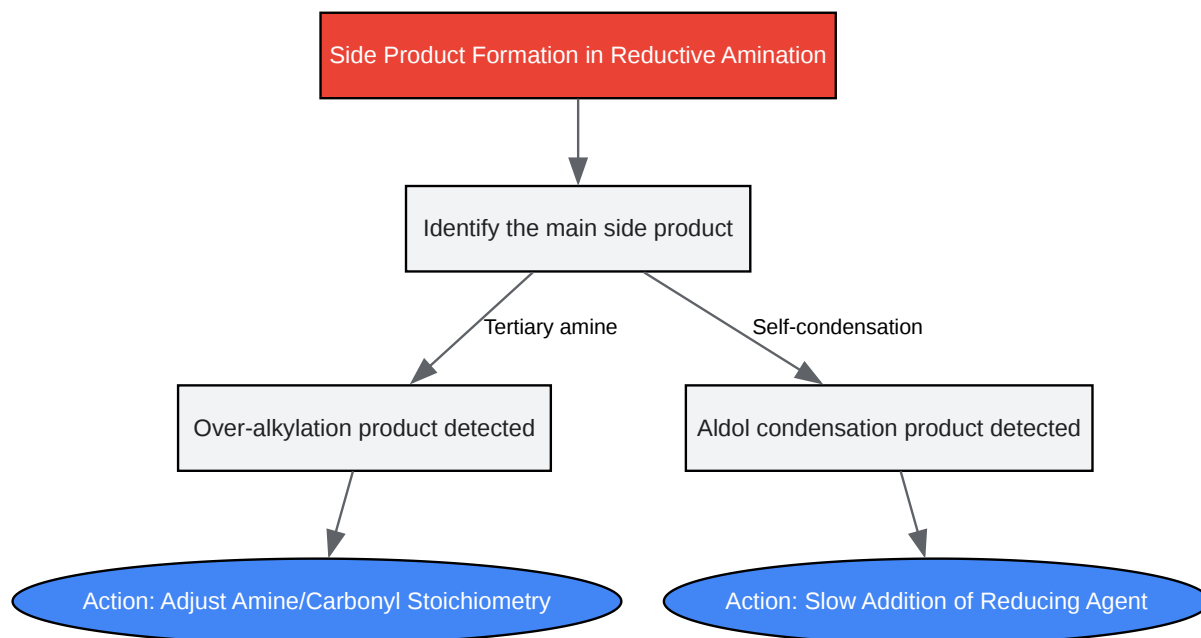 Side Product Formation in Reductive Amination
Identify the main side product
Tertiary amine
Self-condensation
Over-alkylation product detected
Aldol condensation product detected
Action: Adjust Amine/Carbonyl Stoichiometry
Action: Slow Addition of Reducing Agent